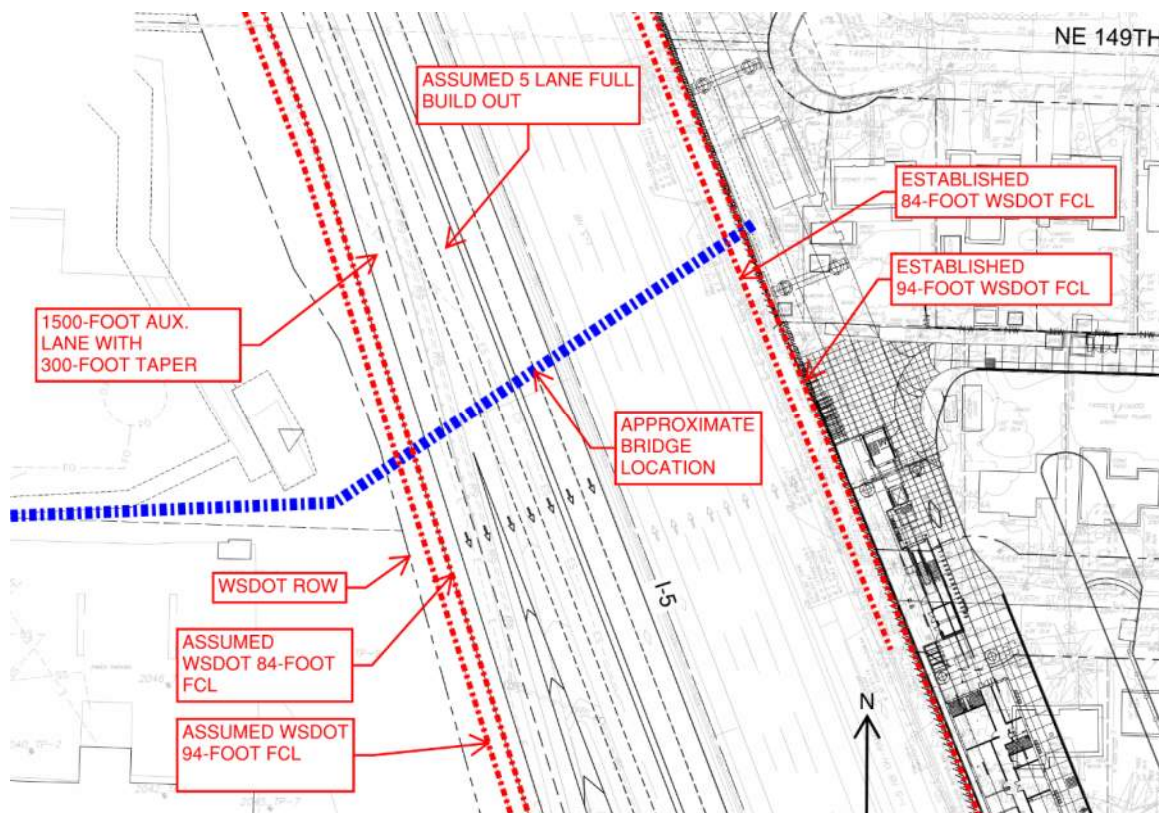 NE 149TH
ASSUMED 5 LANE FULL
BUILD OUT
ESTABLISHED
84-FOOT WSDOT FCL
ESTABLISHED
94-FOOT WSDOT FCL
1500-FOOT AUX.
LANE WITH
300-FOOT TAPER
APPROXIMATE
BRIDGE
LOCATION
WSDOT ROW
I-5
ASSUMED
WSDOT 84-FOOT
FCL
ASSUMED WSDOT
94-FOOT FCL
N